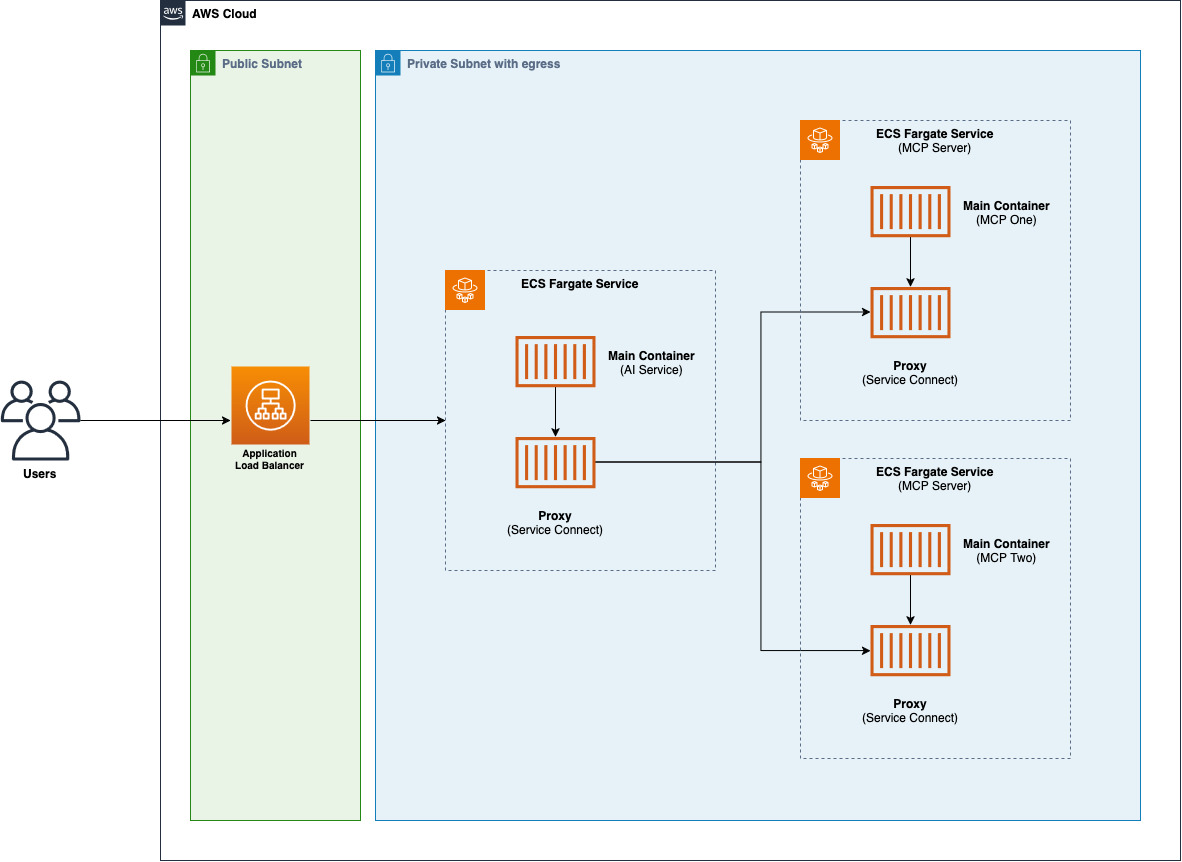 aws
AWS Cloud
Public Subnet
Private Subnet with egress
Users
Application
Load Balancer
ECS Fargate Service
Main Container
(AI Service)
Proxy
(Service Connect)
ECS Fargate Service
(MCP Server)
Main Container
(MCP One)
Proxy
(Service Connect)
ECS Fargate Service
(MCP Server)
Main Container
(MCP Two)
Proxy
(Service Connect)